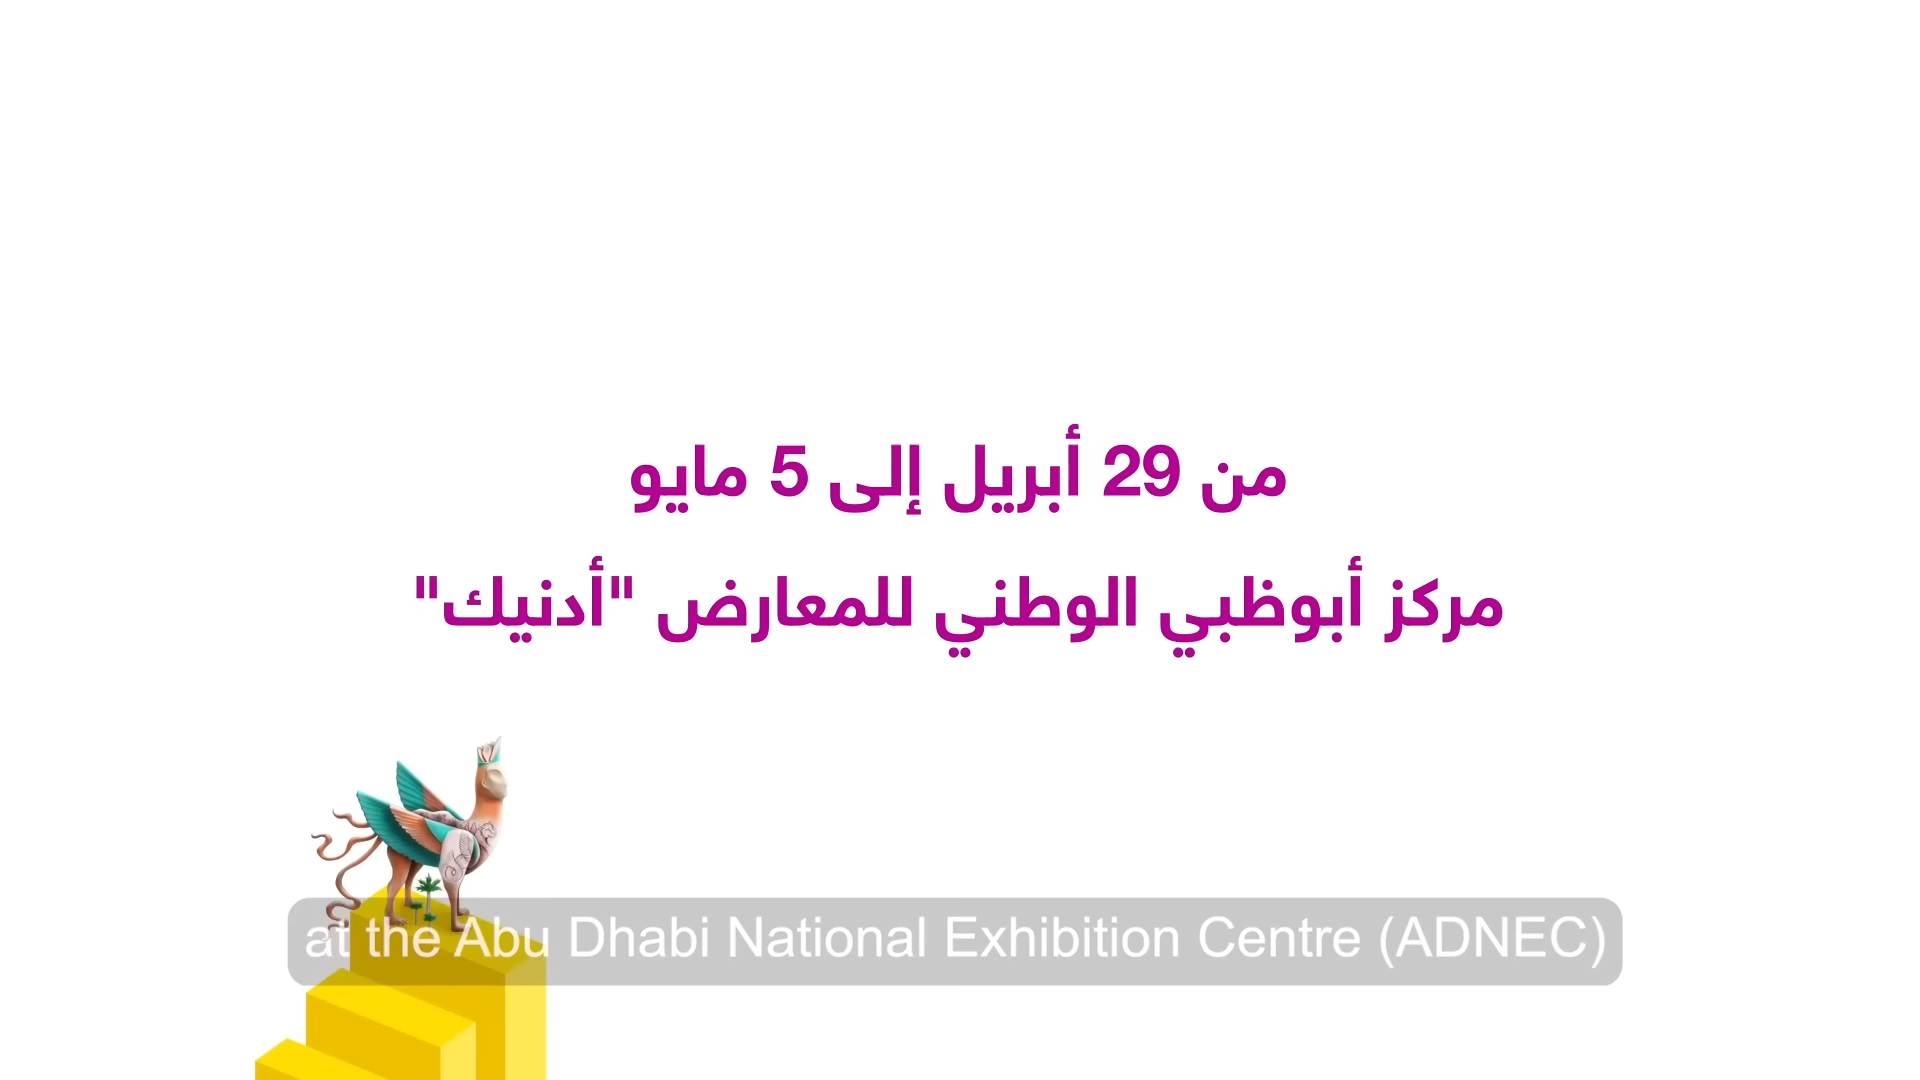 من 29 أبريل إلى 5 مايو
مركز أبوظبي الوطني للمعارض "أدنيك"
at the Abu Dhabi National Exhibition Centre (ADNEC)